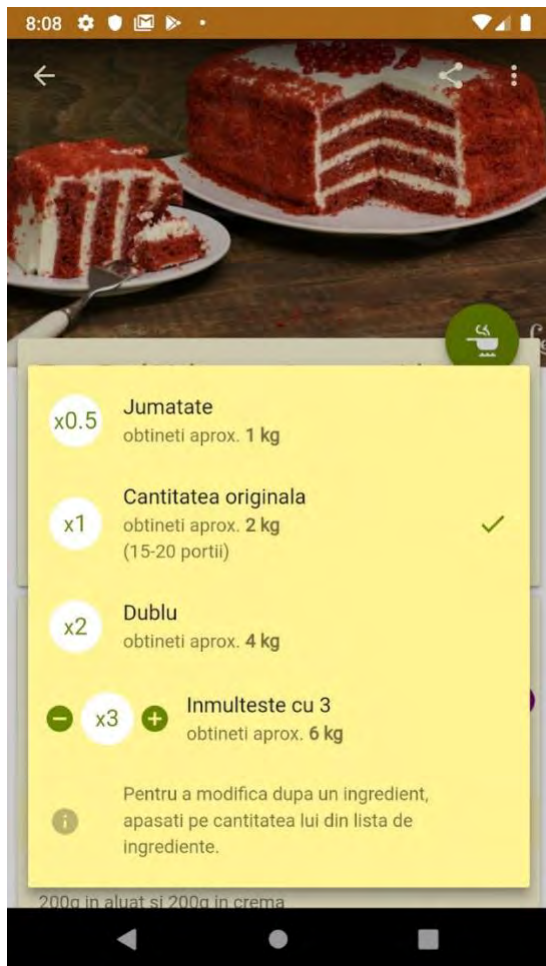 8:08
x0.5
Jumatate
obtineti aprox. 1 kg
x1
Cantitatea originala
obtineti aprox. 2 kg
(15-20 portii)
x2
Dublu
obtineti aprox. 4 kg
x3
Inmulteste cu 3
obtineti aprox. 6 kg
Pentru a modifica dupa un ingredient,
apasati pe cantitatea lui din lista de
ingrediente.
200g in aluat si 200g in crema